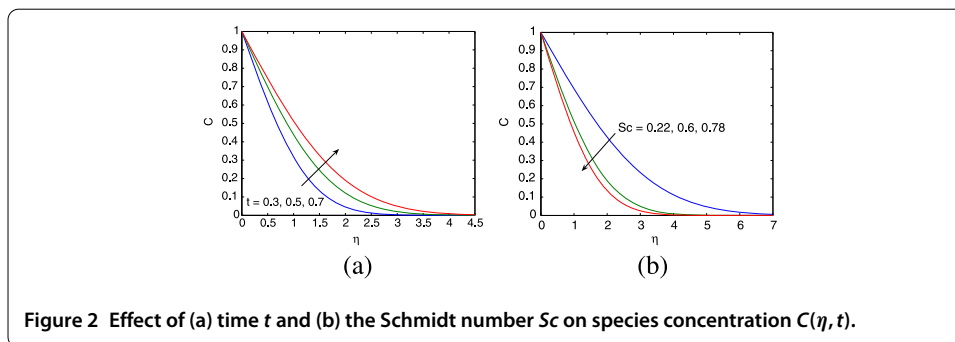 1
0.9
0.8
0.7
0.6
0.5
0.4
0.3
0.2
0.1
0
C
t = 0.3, 0.5, 0.7
0 0.5 1 1.5 2 2.5 3 3.5 4 4.5
η
(a)
1
0.9
0.8
0.7
0.6
0.5
0.4
0.3
0.2
0.1
0
C
Sc = 0.22, 0.6, 0.78
0 1 2 3 4 5 6 7
η
(b)
Figure 2 Effect of (a) time t and (b) the Schmidt number Sc on species concentration C(η, t).